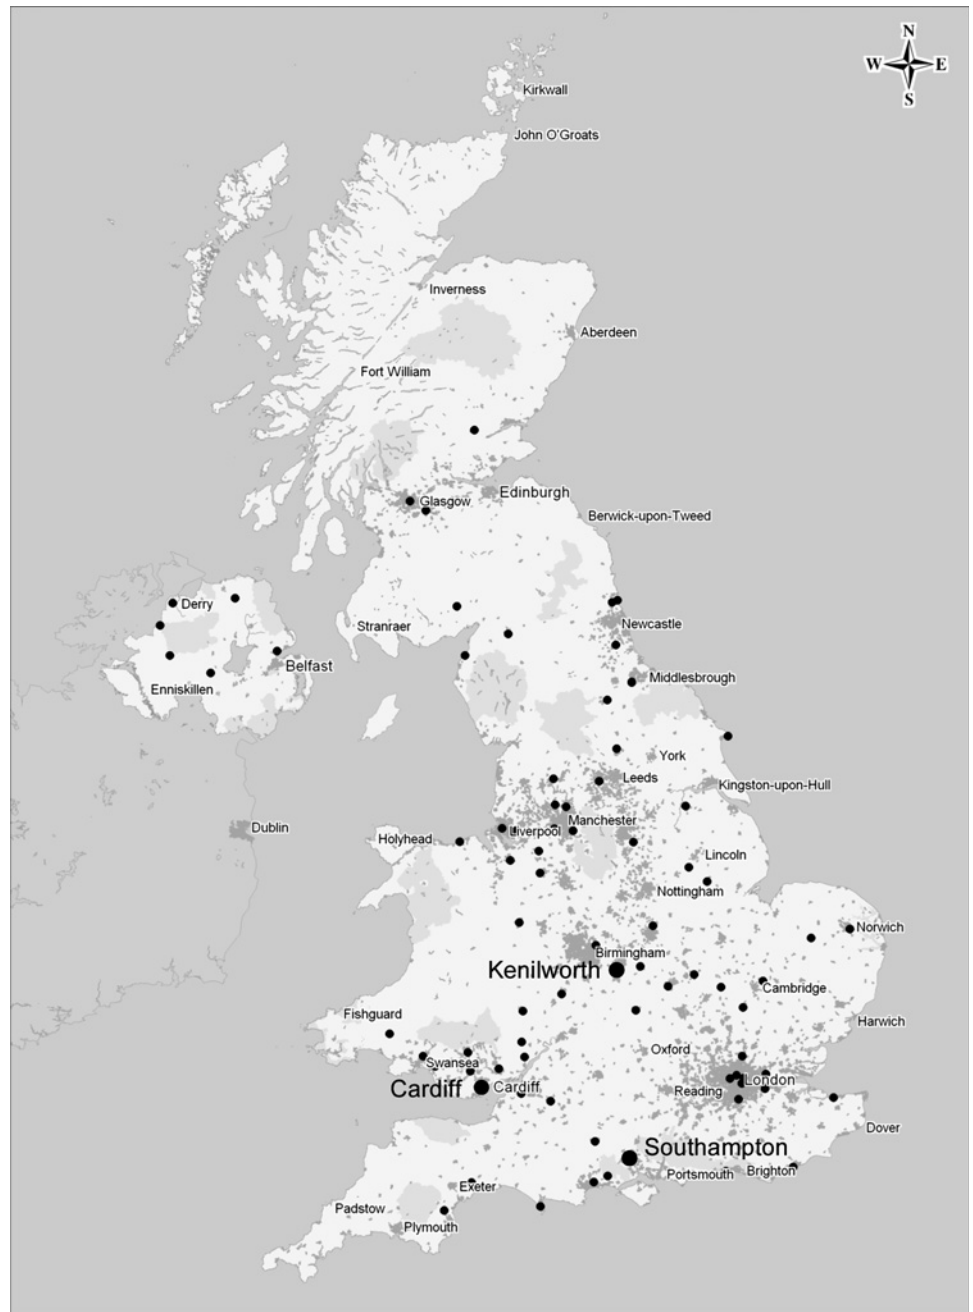 N
W E
S
Kirkwall
John O'Groats
Inverness
Aberdeen
Fort William
Edinburgh
Glasgow
Berwick-upon-Tweed
Derry
Stranraer
Newcastle
Belfast
Middlesbrough
Enniskillen
York
Leeds
Kingston-upon-Hull
Dublin
Manchester
Liverpool
Holyhead
Lincoln
Nottingham
Norwich
Birmingham
Kenilworth
Cambridge
Fishguard
Harwich
Oxford
Swansea
London
Cardiff Cardiff
Reading
Dover
Southampton
Portsmouth
Brighton
Exeter
Padstow
Plymouth